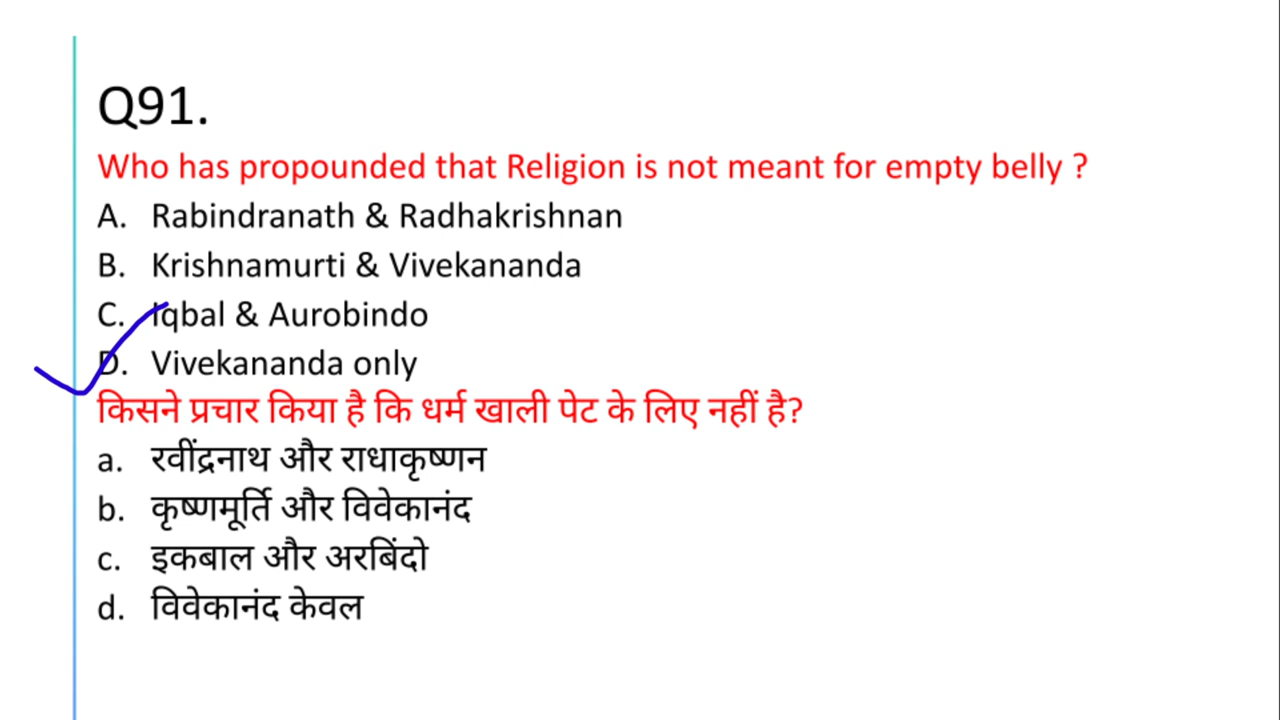 Q91.
Who has propounded that Religion is not meant for empty belly ?
A. Rabindranath & Radhakrishnan
B. Krishnamurti & Vivekananda
C. Iqbal & Aurobindo
D. Vivekananda only
किसने प्रचार किया है कि धर्म खाली पेट के लिए नहीं है?
a. रवींद्रनाथ और राधाकृष्णन
b. कृष्णमूर्ति और विवेकानंद
c. इकबाल और अरबिंदो
d. विवेकानंद केवल